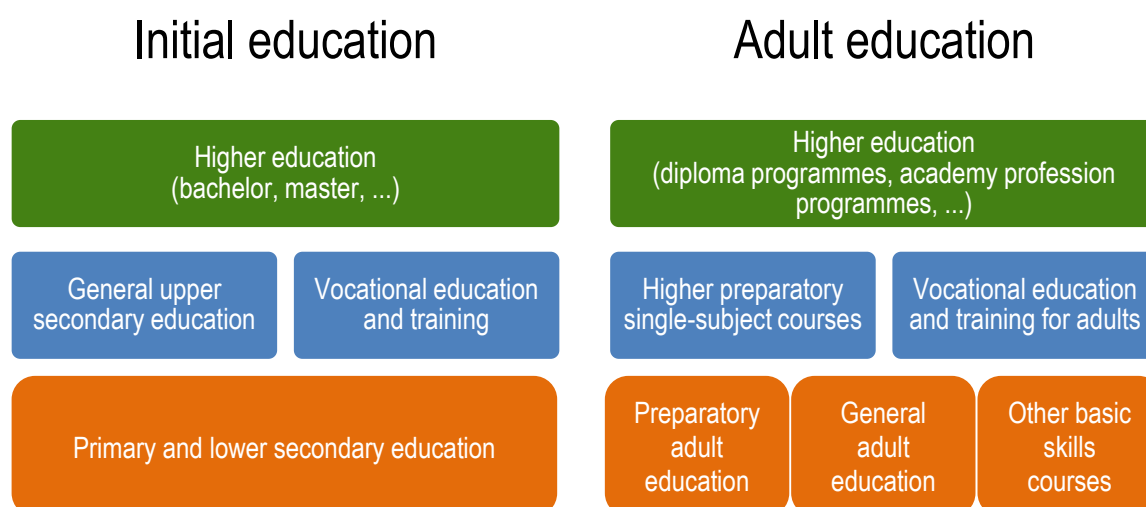 Initial education
Adult education
Higher education
(bachelor, master, ...)
Higher education
(diploma programmes, academy profession
programmes, ...)
General upper
secondary education
Vocational education
and training
Higher preparatory
single-subject courses
Vocational education
and training for adults
Primary and lower secondary education
Preparatory
adult
education
General
adult
education
Other basic
skills
courses